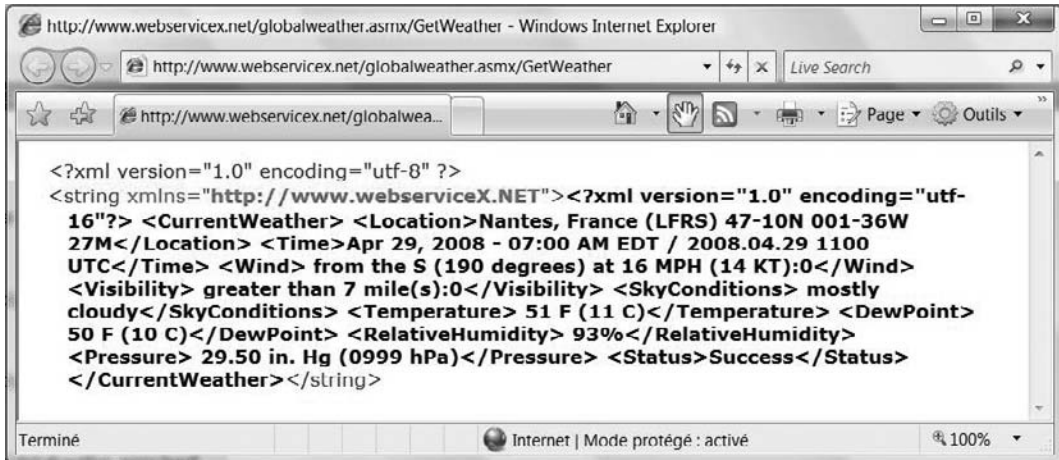 http://www.webservicex.net/globalweather.asmx/GetWeather - Windows Internet Explorer
http://www.webservicex.net/globalweather.asmx/GetWeather
Live Search
http://www.webservicex.net/globalwea...
Page
Outils
<?xml version="1.0" encoding="utf-8" ?>
<string xmlns="http://www.webserviceX.NET"><?xml version="1.0" encoding="utf-
16"?> <CurrentWeather> <Location>Nantes, France (LFRS) 47-10N 001-36W
27M</Location> <Time>Apr 29, 2008 - 07:00 AM EDT / 2008.04.29 1100
UTC</Time> <Wind> from the S (190 degrees) at 16 MPH (14 KT):0</Wind>
<Visibility> greater than 7 mile(s):0</Visibility> <SkyConditions> mostly
cloudy</SkyConditions> <Temperature> 51 F (11 C)</Temperature> <DewPoint>
50 F (10 C)</DewPoint> <RelativeHumidity> 93%</RelativeHumidity>
<Pressure> 29.50 in. Hg (0999 hPa)</Pressure> <Status>Success</Status>
</CurrentWeather></string>
Terminé
Internet | Mode protégé : activé
100%